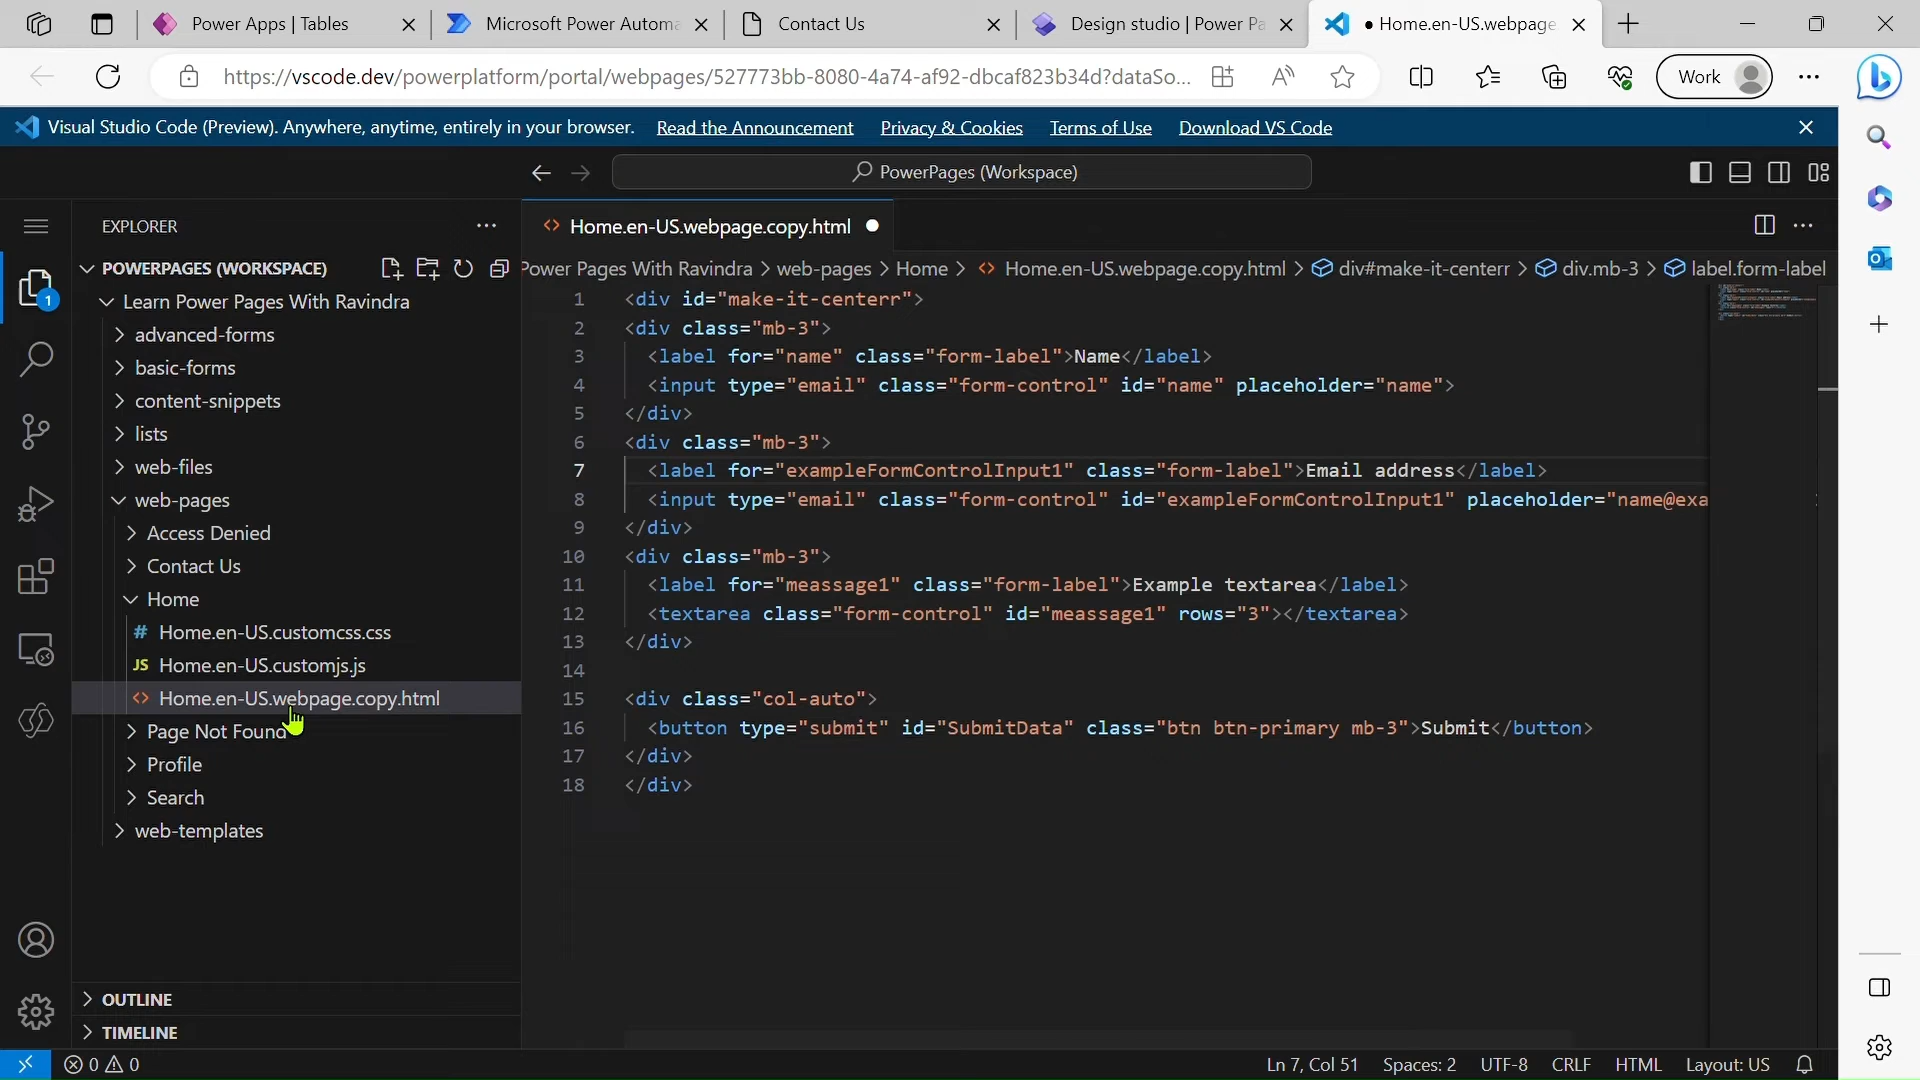 Power Apps | Tables
Microsoft Power Automa
Contact Us
Design studio | Power Pa
● Home.en-US.webpage
https://vscode.dev/powerplatform/portal/webpages/527773bb-8080-4a74-af92-dbcaf823b34d?dataSo...
Work
Visual Studio Code (Preview). Anywhere, anytime, entirely in your browser. Read the Announcement Privacy & Cookies Terms of Use Download VS Code
PowerPages (Workspace)
EXPLORER
POWERPAGES (WORKSPACE)
Learn Power Pages With Ravindra
advanced-forms
basic-forms
content-snippets
lists
web-files
web-pages
Access Denied
Contact Us
Home
# Home.en-US.customcss.css
JS Home.en-US.customjs.js
<> Home.en-US.webpage.copy.html
Page Not Found
Profile
Search
web-templates
OUTLINE
TIMELINE
1
<> Home.en-US.webpage.copy.html ●
Power Pages With Ravindra > web-pages > Home > <> Home.en-US.webpage.copy.html > div#make-it-centerr > div.mb-3 > label.form-label
1 <div id="make-it-centerr">
2 <div class="mb-3">
3 <label for="name" class="form-label">Name</label>
4 <input type="email" class="form-control" id="name" placeholder="name">
5 </div>
6 <div class="mb-3">
7 <label for="exampleFormControlInput1" class="form-label">Email address</label>
8 <input type="email" class="form-control" id="exampleFormControlInput1" placeholder="name@exa
9 </div>
10 <div class="mb-3">
11 <label for="meassage1" class="form-label">Example textarea</label>
12 <textarea class="form-control" id="meassage1" rows="3"></textarea>
13 </div>
14
15 <div class="col-auto">
16 <button type="submit" id="SubmitData" class="btn btn-primary mb-3">Submit</button>
17 </div>
18 </div>
0 0
Ln 7, Col 51 Spaces: 2 UTF-8 CRLF HTML Layout: US